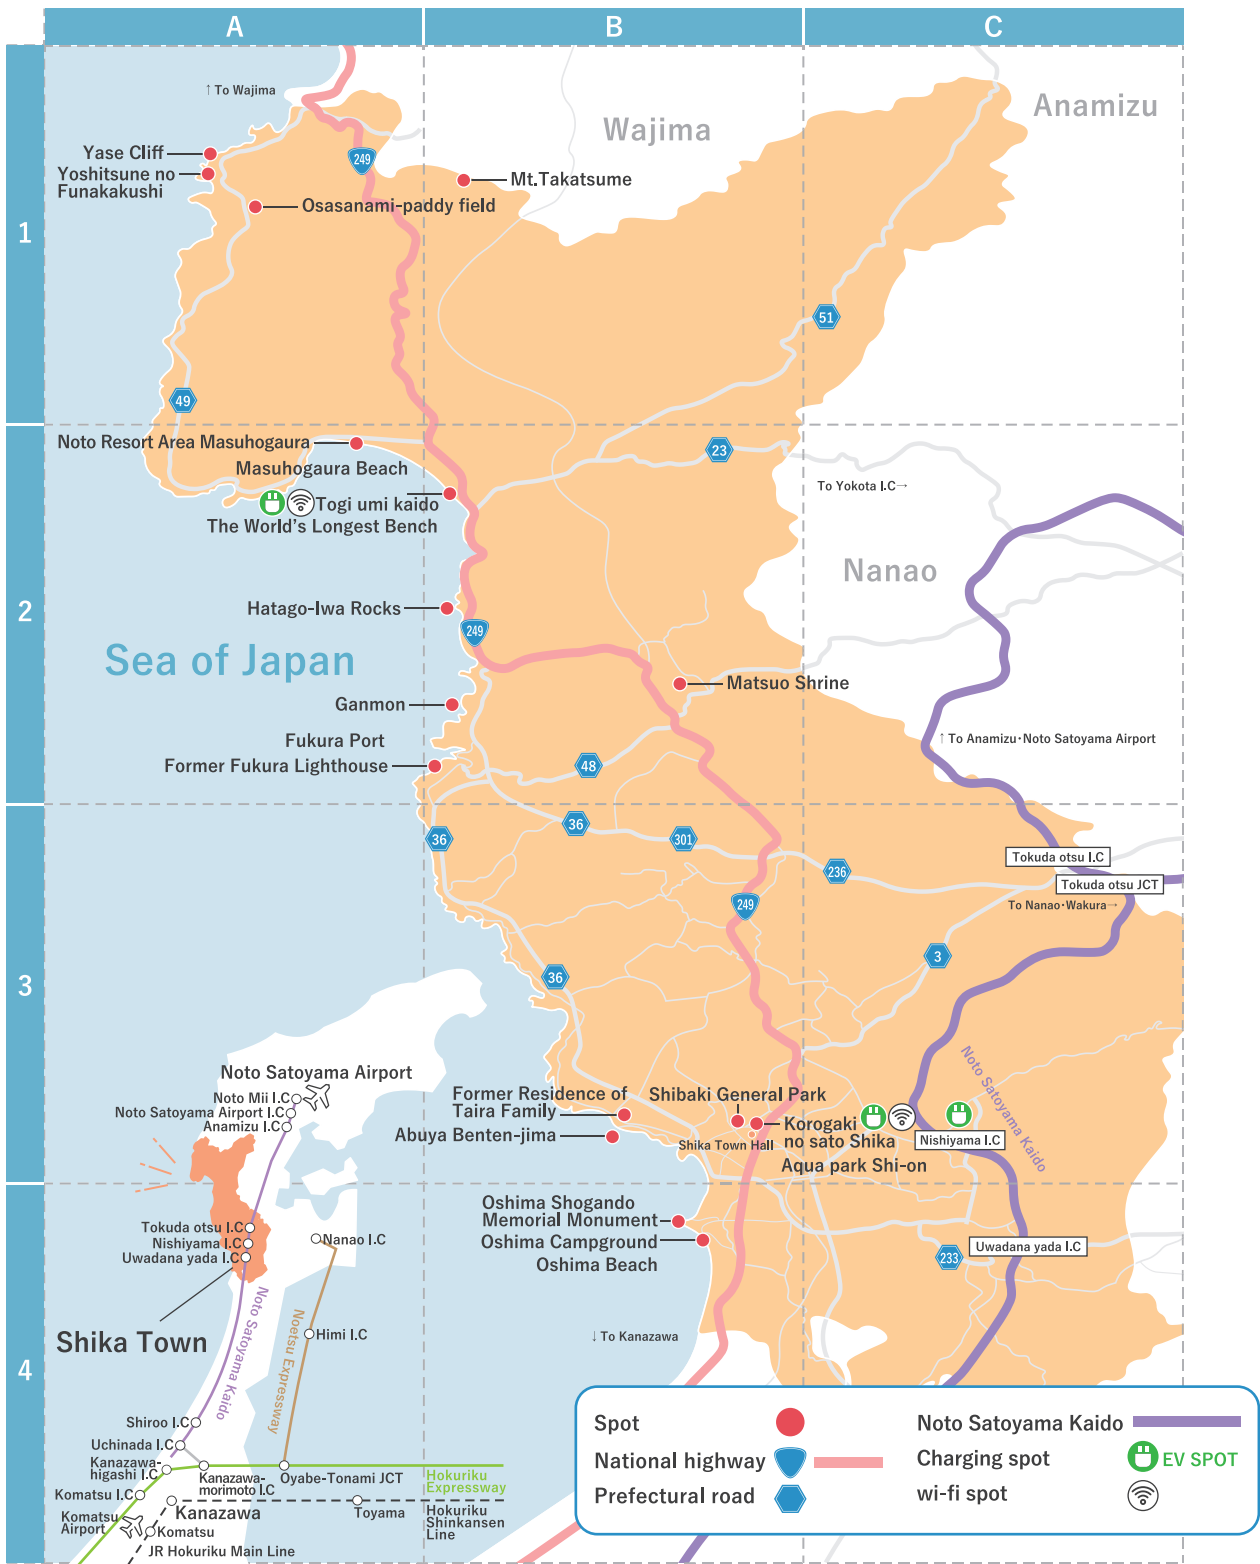 A
B
C
1
2
3
4
↑ To Wajima
Wajima
Anamizu
Yase Cliff
Yoshitsune no
Funakakushi
249
Mt.Takatsume
Osasanami-paddy field
51
49
Noto Resort Area Masuhogaura
Masuhogaura Beach
23
To Yokota I.C→
Togi umi kaido
The World's Longest Bench
Nanao
Hatago-Iwa Rocks
249
Sea of Japan
Matsuo Shrine
Ganmon
Fukura Port
Former Fukura Lighthouse
↑ To Anamizu·Noto Satoyama Airport
48
36
36
301
236
Tokuda otsu I.C
Tokuda otsu JCT
To Nanao·Wakura→
249
3
36
Noto Satoyama Kaido
Noto Satoyama Airport
Noto Mii I.C
Noto Satoyama Airport I.C
Anamizu I.C
Former Residence of
Taira Family
Abuya Benten-jima
Shibaki General Park
Korogaki
no sato Shika
Shika Town Hall
Aqua park Shi-on
Nishiyama I.C
Oshima Shogando
Memorial Monument
Oshima Campground
Oshima Beach
Uwadana yada I.C
233
Tokuda otsu I.C
Nishiyama I.C
Uwadana yada I.C
Nanao I.C
Shika Town
Noto Satoyama Kaido
Noetsu Expressway
Himi I.C
↓ To Kanazawa
Shiroo I.C
Uchinada I.C
Kanazawa-
higashi I.C
Kanazawa-
morimoto I.C
Oyabe-Tonami JCT
Hokuriku
Expressway
Komatsu I.C
Kanazawa
Toyama
Hokuriku
Shinkansen
Line
Komatsu
Airport
Komatsu
JR Hokuriku Main Line
Spot
National highway
Prefectural road
Noto Satoyama Kaido
Charging spot
EV SPOT
wi-fi spot